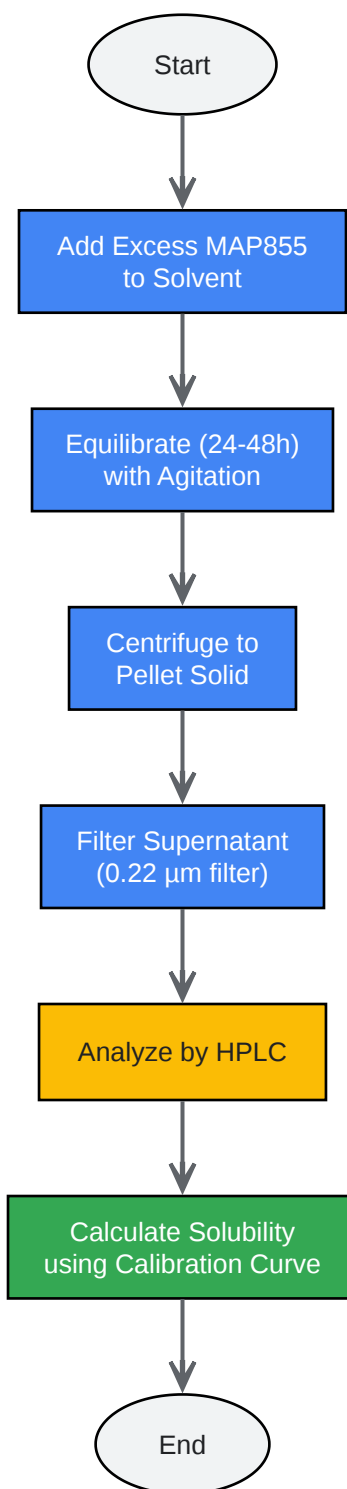 Start
Add Excess MAP855
to Solvent
Equilibrate (24-48h)
with Agitation
Centrifuge to
Pellet Solid
Filter Supernatant
(0.22 µm filter)
Analyze by HPLC
Calculate Solubility
using Calibration Curve
End